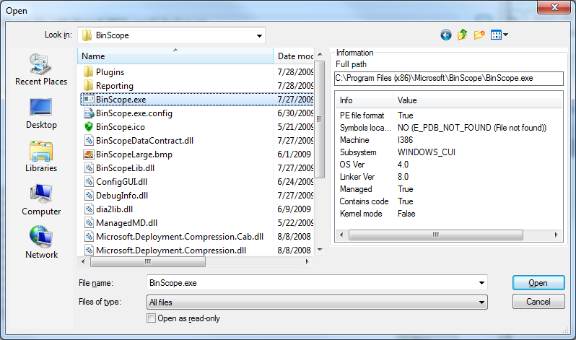 Open
Look in: BinScope
Recent Places
Desktop
Libraries
Computer
Network
Name Date mod
Plugins 7/28/2009
Reporting 7/28/2009
BinScope.exe 7/27/2009
BinScope.exe.config 6/30/2009
BinScope.ico 5/21/2009
BinScopeDataContract.dll 7/27/2009
BinScopeLarge.bmp 6/1/2009
BinScopeLib.dll 7/27/2009
ConfigGUI.dll 6/24/2009
DebugInfo.dll 7/27/2009
dia2lib.dll 6/9/2009
ManagedMD.dll 5/22/2009
Microsoft.Deployment.Compression.Cab.dll 8/8/2008
Microsoft.Deployment.Compression.dll 8/8/2008
Information
Full path
C:\Program Files (x86)\Microsoft\BinScope\BinScope.exe
Info Value
PE file format True
Symbols loca... NO (E_PDB_NOT_FOUND (File not found))
Machine I386
Subsystem WINDOWS_CUI
OS Ver 4.0
Linker Ver 8.0
Managed True
Contains code True
Kernel mode False
File name: BinScope.exe Open
Files of type: All files Cancel
Open as read-only